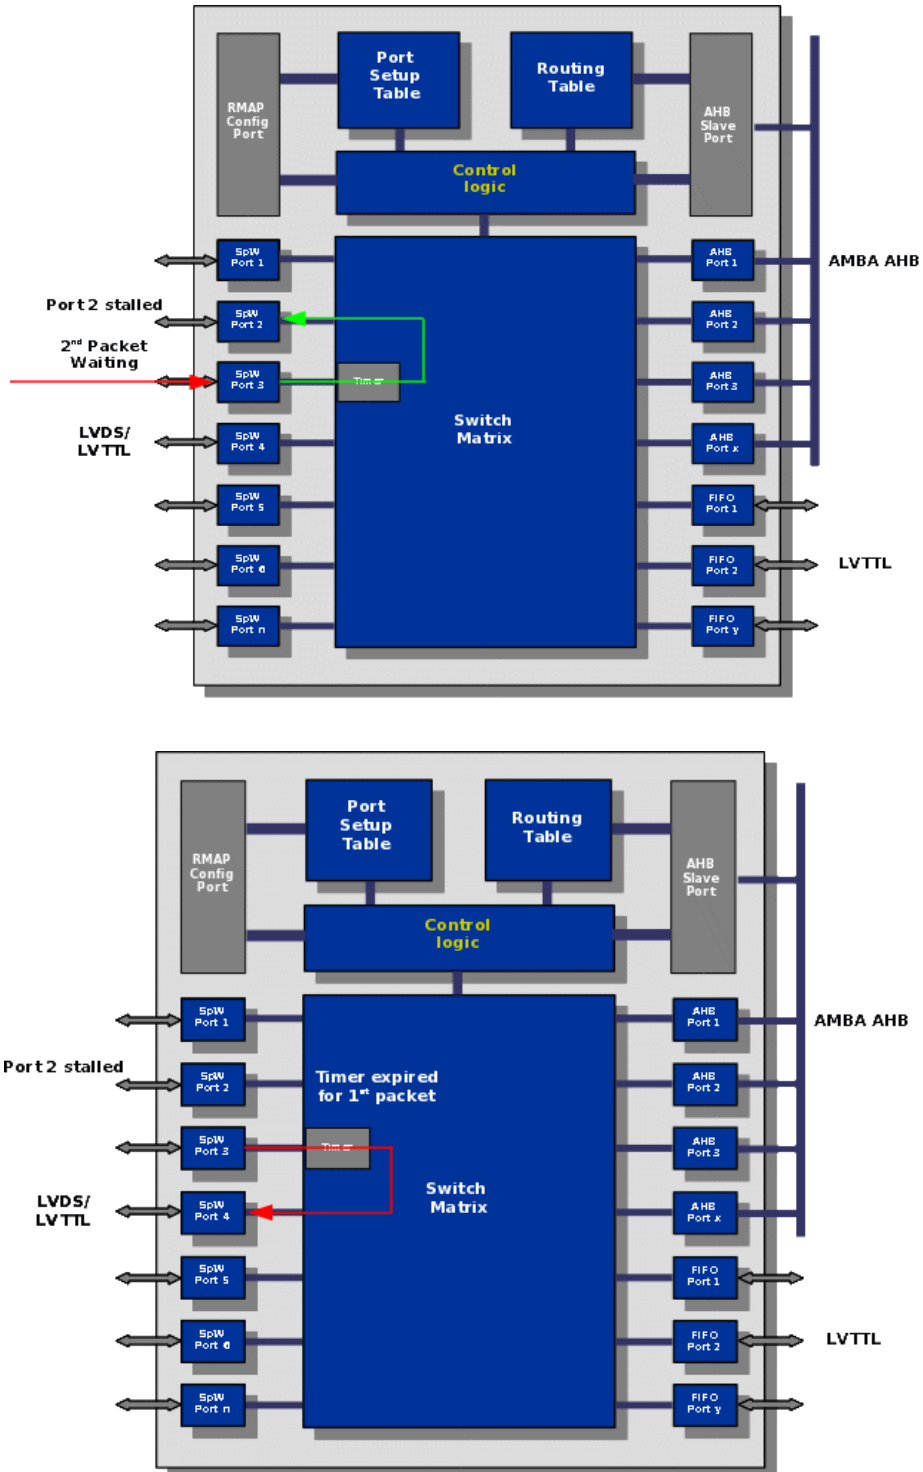 Port
Setup
Table
Routing
Table
RMAP
Config
Port
AHB
Slave
Port
Control
logic
SpW
Port 1
AHB
Port 1
AMBA AHB
Port 2 stalled
SpW
Port 2
AHB
Port 2
2nd Packet
Waiting
SpW
Port 3
Timer
AHB
Port 3
LVDS/
LVTTL
SpW
Port 4
Switch
Matrix
AHB
Port x
SpW
Port 5
FIFO
Port 1
SpW
Port 6
FIFO
Port 2
LVTTL
SpW
Port n
FIFO
Port y
Port
Setup
Table
Routing
Table
RMAP
Config
Port
AHB
Slave
Port
Control
logic
SpW
Port 1
AHB
Port 1
AMBA AHB
Port 2 stalled
SpW
Port 2
Timer expired
for 1st packet
AHB
Port 2
SpW
Port 3
Timer
AHB
Port 3
LVDS/
LVTTL
SpW
Port 4
Switch
Matrix
AHB
Port x
SpW
Port 5
FIFO
Port 1
SpW
Port 6
FIFO
Port 2
LVTTL
SpW
Port n
FIFO
Port y